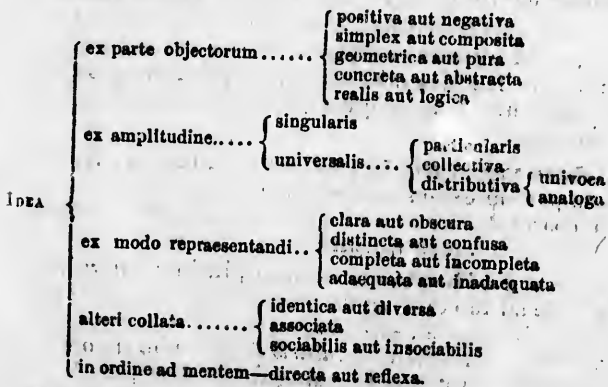 positiva aut negativa
simplex aut composita
ex parte objectorum...... geometrica aut pura
concreta aut abstracta
realis aut logica
ex amplitudine..... singularis
universalis.... particularis
collectiva
distributiva univoca
analoga
IDEA
ex modo repraesentandi.. clara aut obscura
distincta aut confusa
completa aut incompleta
adaequata aut inadaequata
alteri collata....... identica aut diversa
associata
sociabilis aut insociabilis
in ordine ad mentem—directa aut reflexa.